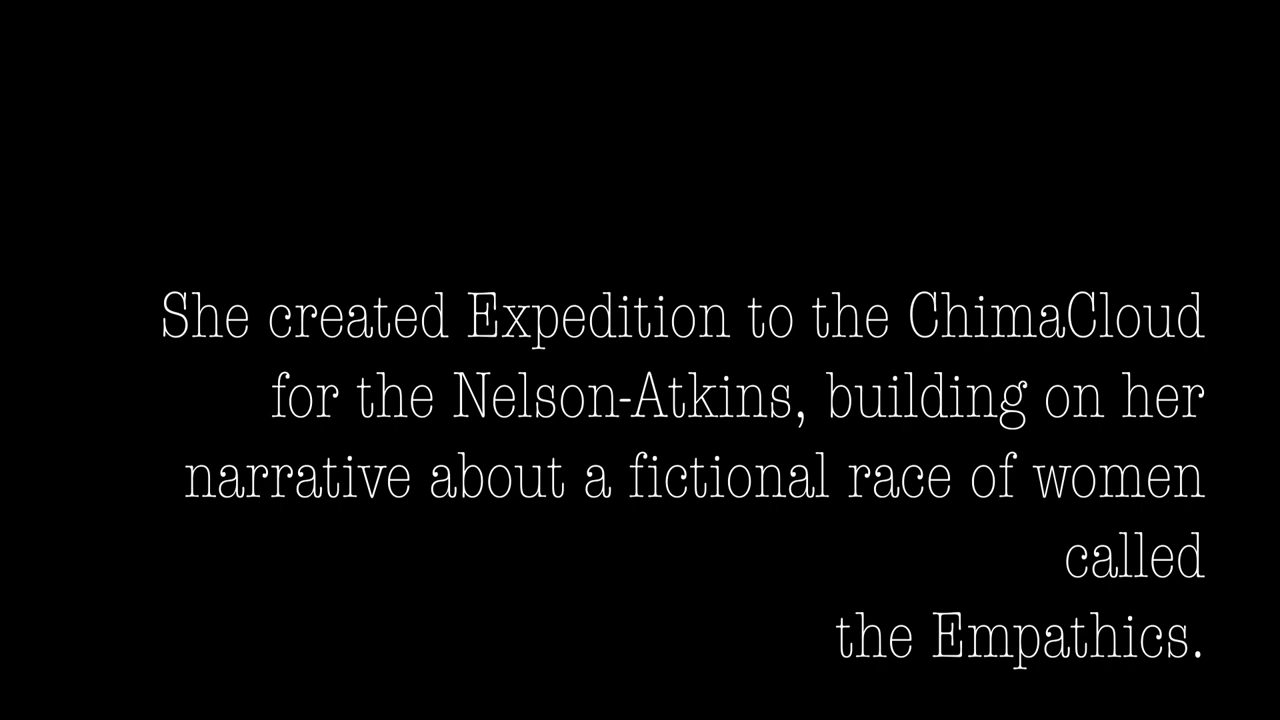 She created Expedition to the ChimaCloud
for the Nelson-Atkins, building on her
narrative about a fictional race of women
called
the Empathics.